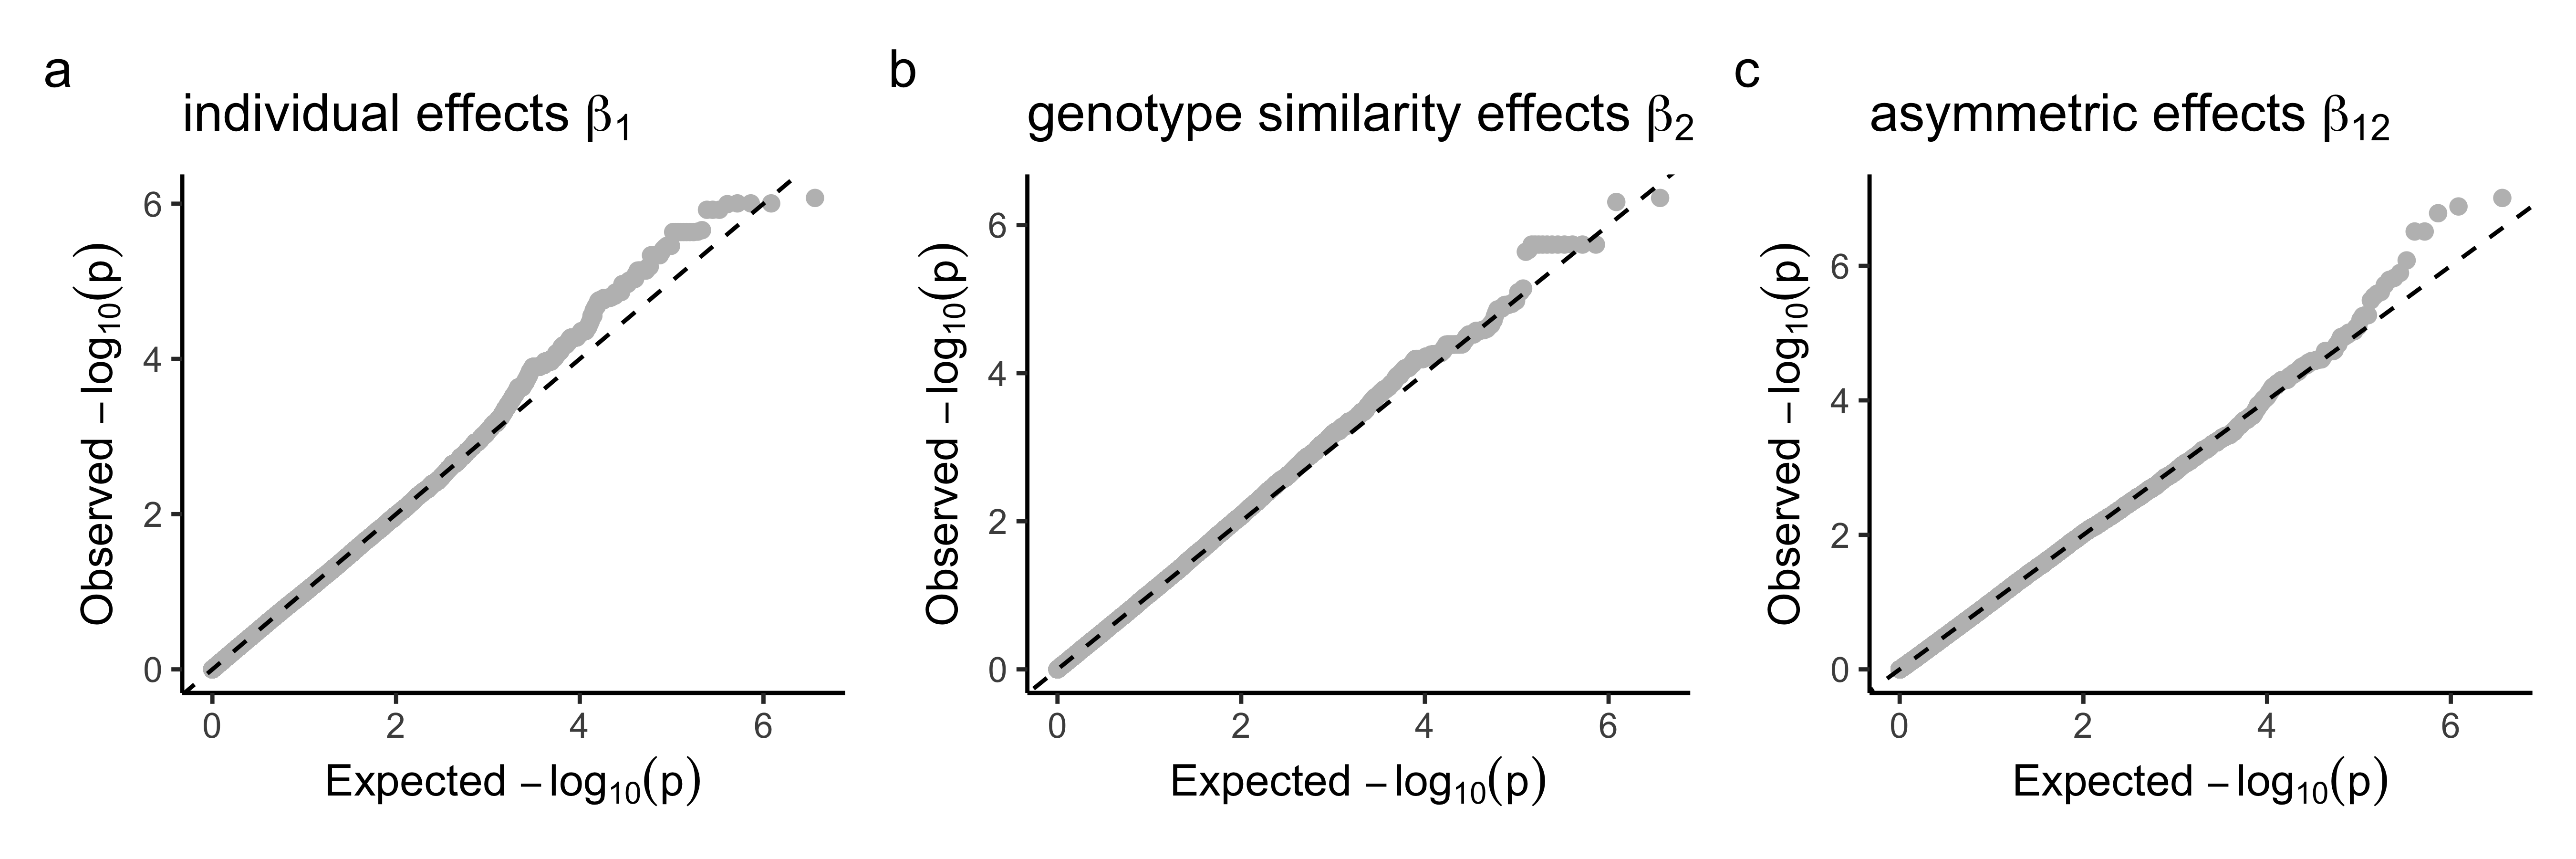 a
individual effects β1
Observed −log10(p)
6
4
2
0
0 2 4 6
Expected −log10(p)
b
genotype similarity effects β2
Observed −log10(p)
6
4
2
0
0 2 4 6
Expected −log10(p)
c
asymmetric effects β12
Observed −log10(p)
6
4
2
0
0 2 4 6
Expected −log10(p)